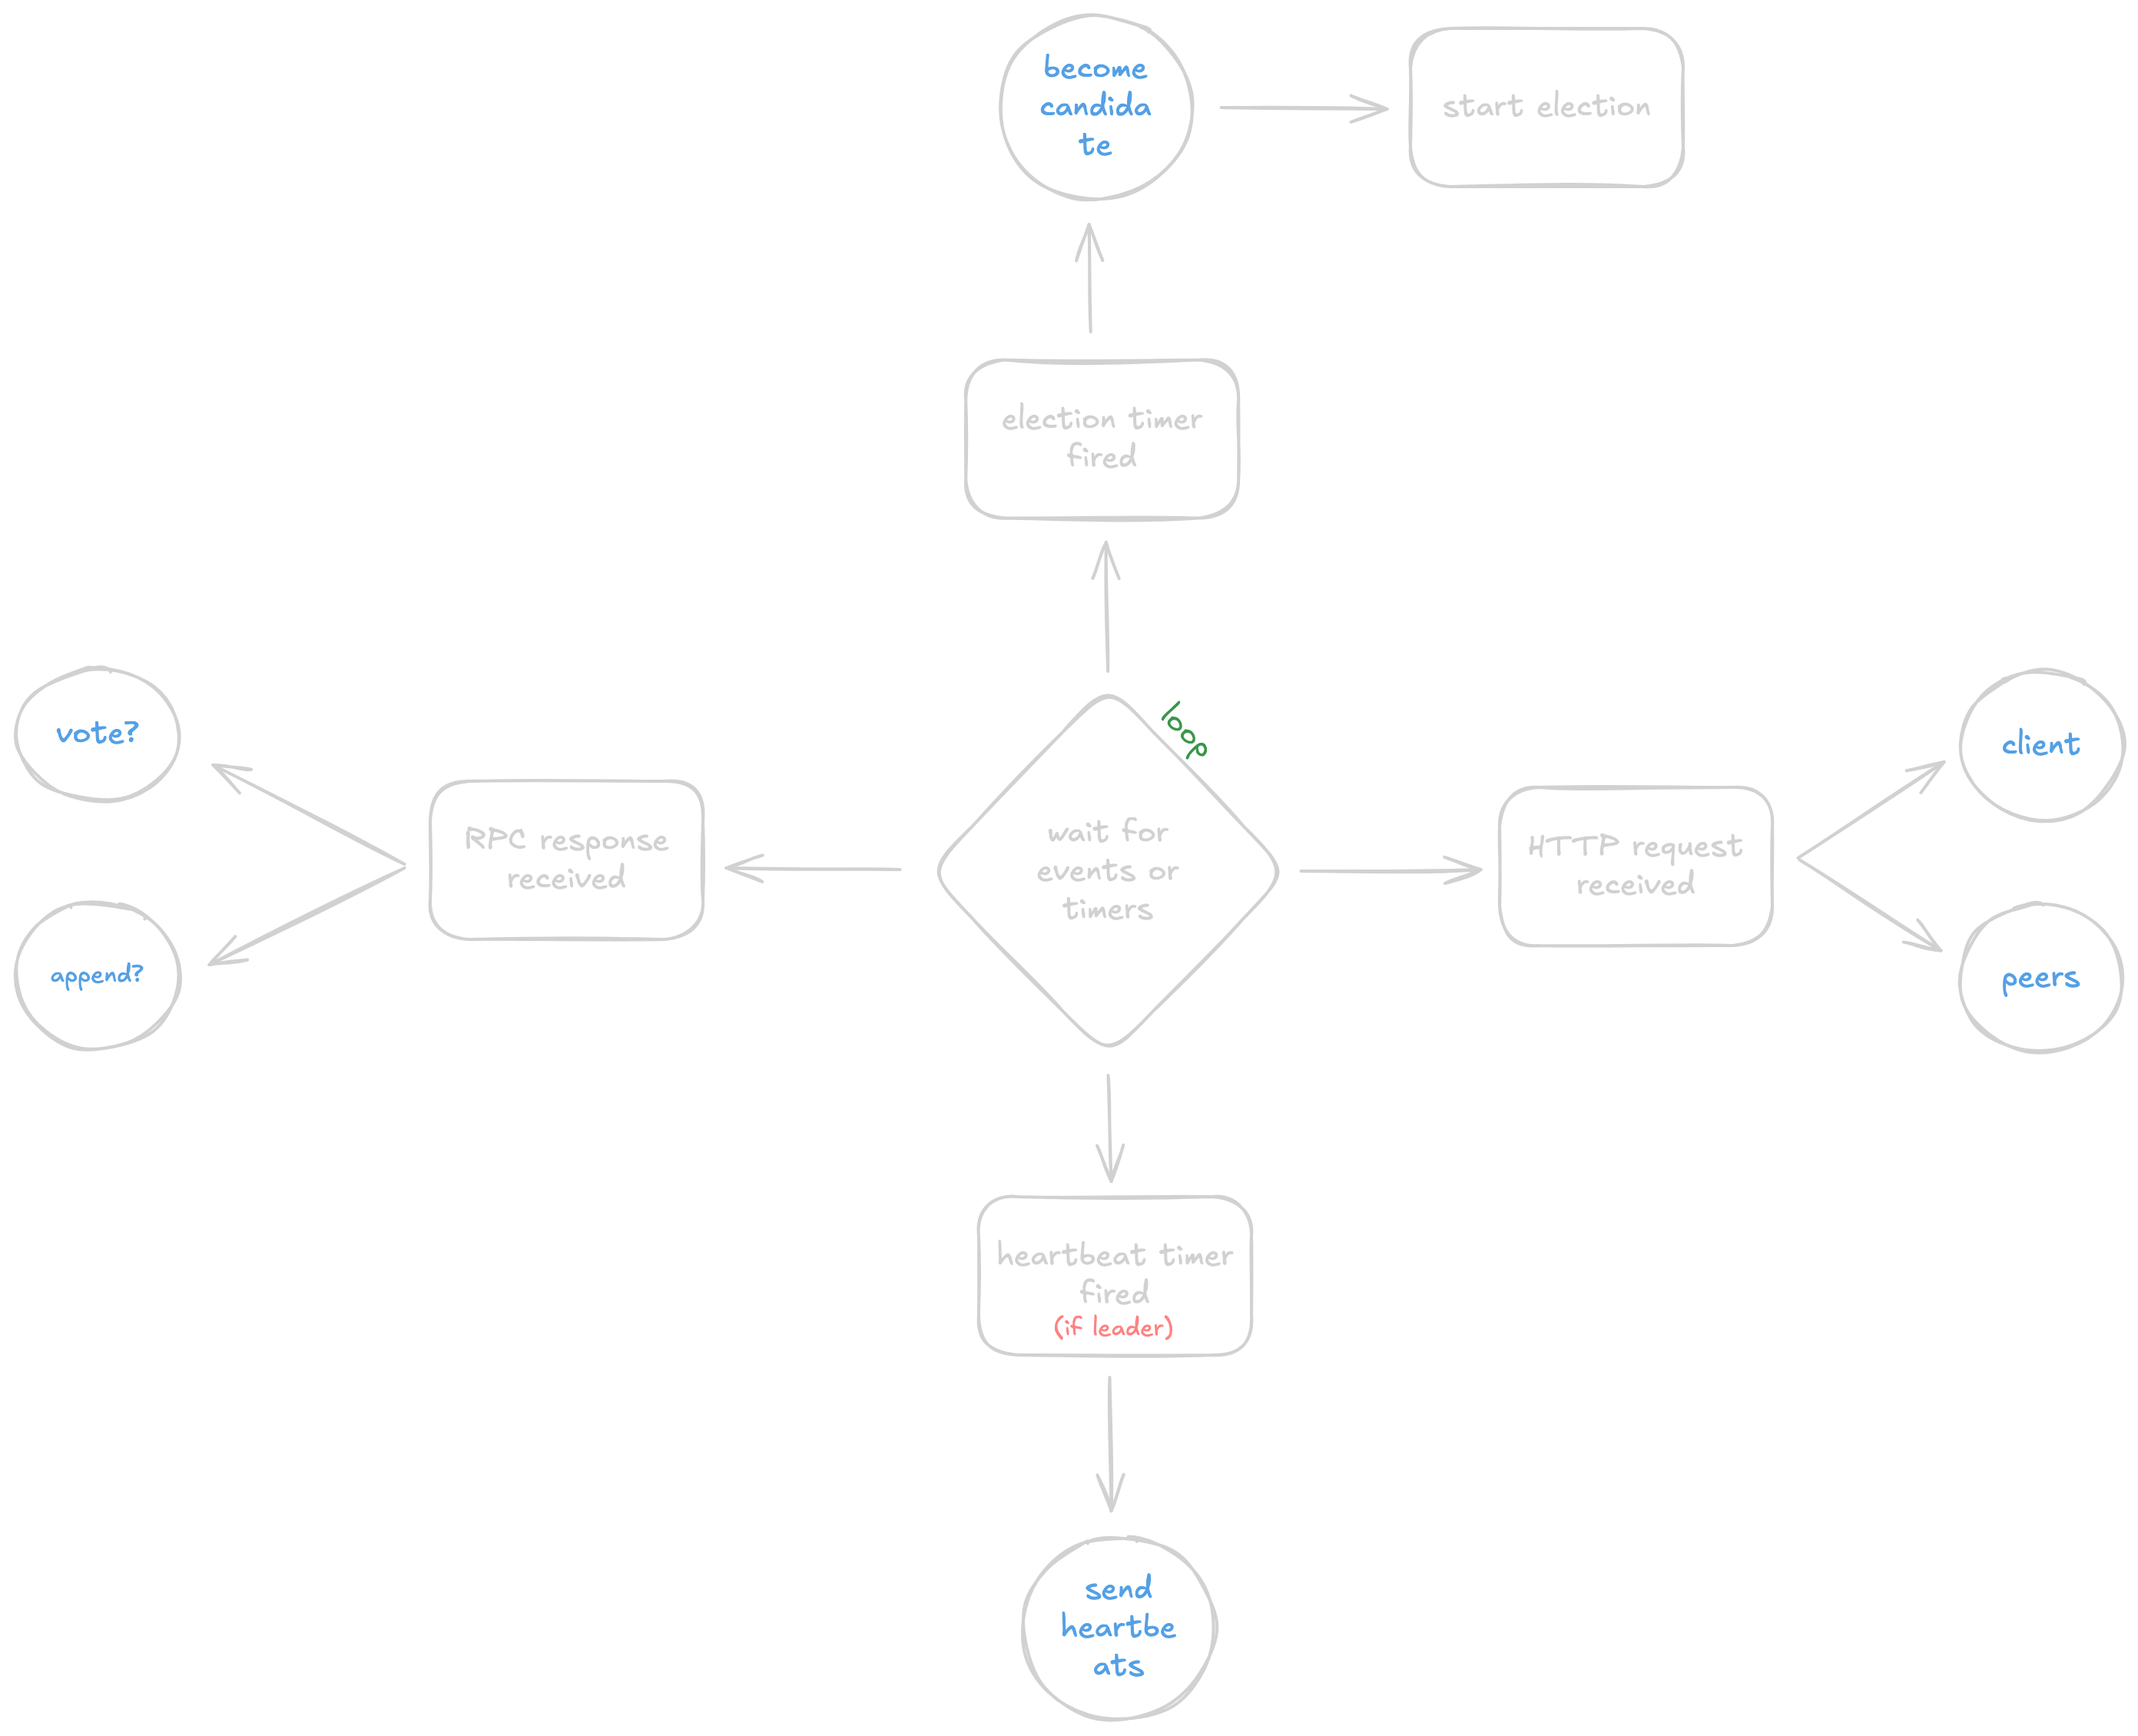 become
candida
te
start election
election timer
fired
loop
vote?
client
RPC response
received
wait for
events or
timers
HTTP request
received
append?
peers
heartbeat timer
fired
(if leader)
send
heartbe
ats